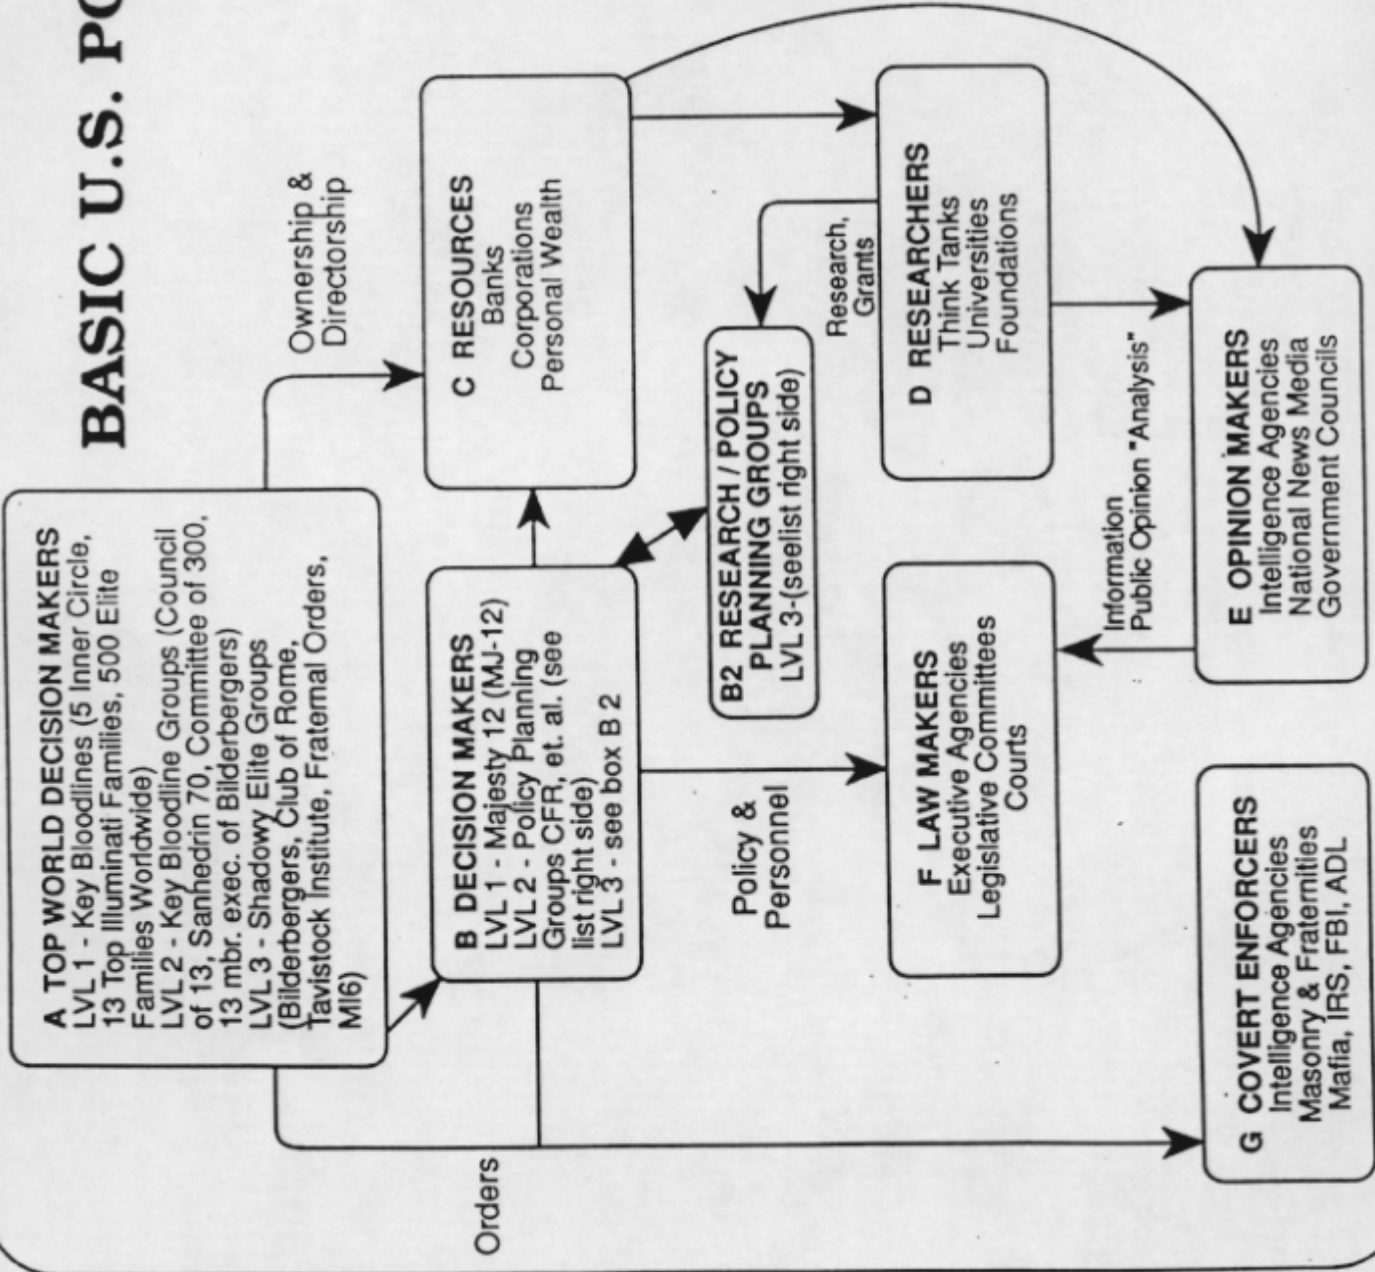 BASIC U.S. PO
A TOP WORLD DECISION MAKERS
LVL 1 - Key Bloodlines (5 Inner Circle,
13 Top Illuminati Families, 500 Elite
Families Worldwide)
LVL 2 - Key Bloodline Groups (Council
of 13, Sanhedrin 70, Committee of 300,
13 mbr. exec. of Bilderbergers)
LVL 3 - Shadowy Elite Groups
(Bilderbergers, Club of Rome,
Tavistock Institute, Fraternal Orders,
MI6)
Ownership &
Directorship
Orders
B DECISION MAKERS
LVL 1 - Majesty 12 (MJ-12)
LVL 2 - Policy Planning
Groups CFR, et. al. (see
list right side)
LVL 3 - see box B 2
C RESOURCES
Banks
Corporations
Personal Wealth
B2 RESEARCH / POLICY
PLANNING GROUPS
LVL 3-(seelist right side)
Policy &
Personnel
Research,
Grants
F LAW MAKERS
Executive Agencies
Legislative Committees
Courts
D RESEARCHERS
Think Tanks
Universities
Foundations
Information
Public Opinion "Analysis"
G COVERT ENFORCERS
Intelligence Agencies
Masonry & Fraternities
Mafia, IRS, FBI, ADL
E OPINION MAKERS
Intelligence Agencies
National News Media
Government Councils